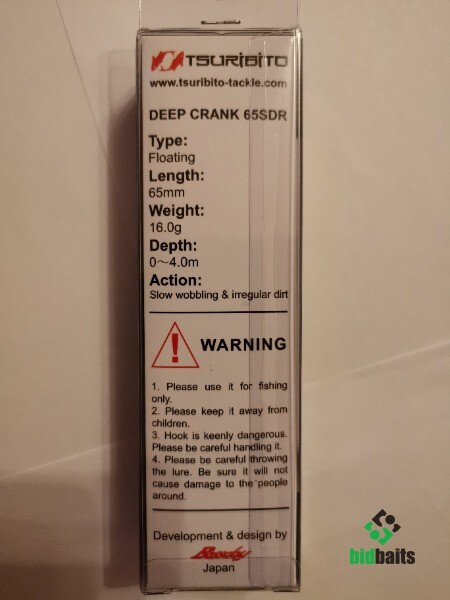 TSURIBITO
www.tsuribito-tackle.com
DEEP CRANK 65SDR
Type:
Floating
Length:
65mm
Weight:
16.0g
Depth:
0~4.0m
Action:
Slow wobbling & irregular dirt
WARNING
1. Please use it for fishing
only.
2. Please keep it away from
children.
3. Hook is keenly dangerous.
Please be careful handling it.
4. Please be careful throwing
the lure. Be sure it will not
cause damage to the people
around.
Development & design by
Japan
bidbaits